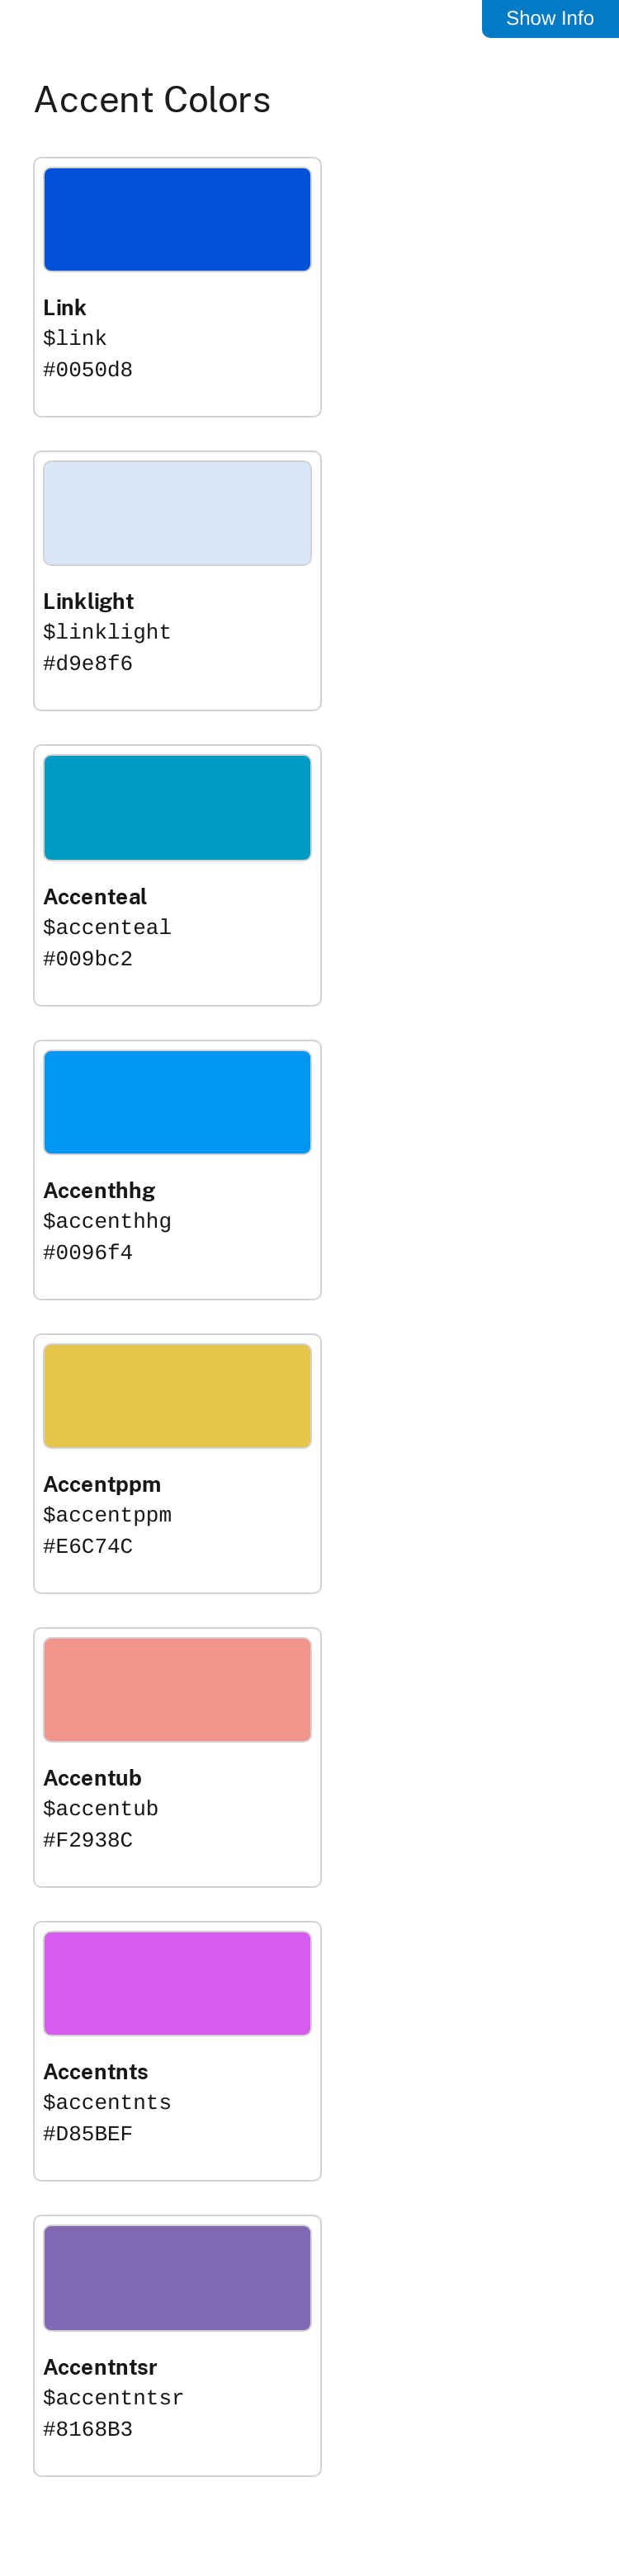 Show Info
Accent Colors
Link
$link
#0050d8
Linklight
$linklight
#d9e8f6
Accenteal
$accenteal
#009bc2
Accenthhg
$accenthhg
#0096f4
Accentppm
$accentppm
#E6C74C
Accentub
$accentub
#F2938C
Accentnts
$accentnts
#D85BEF
Accentntsr
$accentntsr
#8168B3